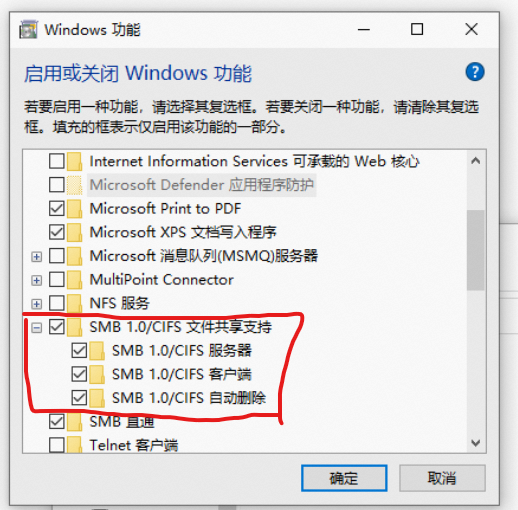 Windows 功能
启用或关闭 Windows 功能
若要启用一种功能，请选择其复选框。若要关闭一种功能，请清除其复选
框。填充的框表示仅启用该功能的一部分。
Internet Information Services 可承载的 Web 核心
Microsoft Defender 应用程序防护
Microsoft Print to PDF
Microsoft XPS 文档写入程序
Microsoft 消息队列(MSMQ)服务器
MultiPoint Connector
NFS 服务
SMB 1.0/CIFS 文件共享支持
SMB 1.0/CIFS 服务器
SMB 1.0/CIFS 客户端
SMB 1.0/CIFS 自动删除
SMB 直通
Telnet 客户端
确定
取消